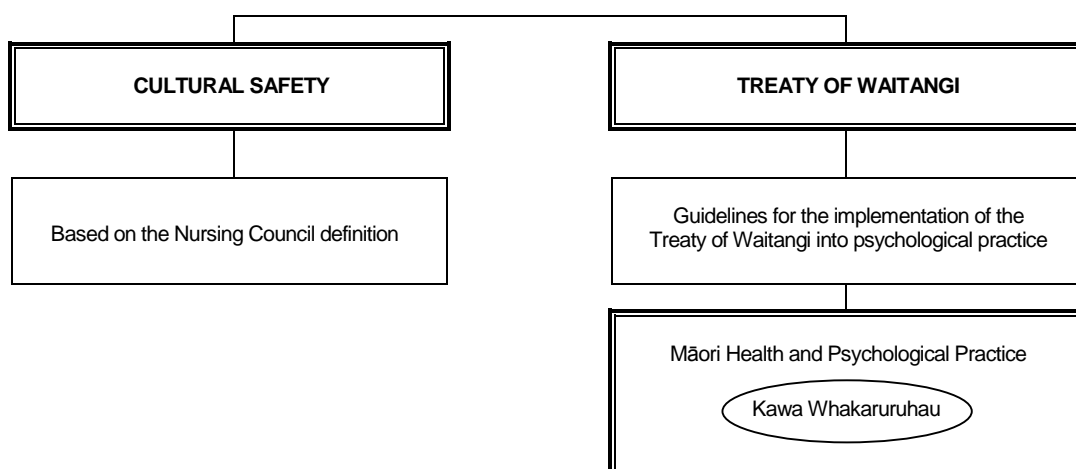 CULTURAL SAFETY
Based on the Nursing Council definition
TREATY OF WAITANGI
Guidelines for the implementation of the
Treaty of Waitangi into psychological practice
Māori Health and Psychological Practice
Kawa Whakaruruhau